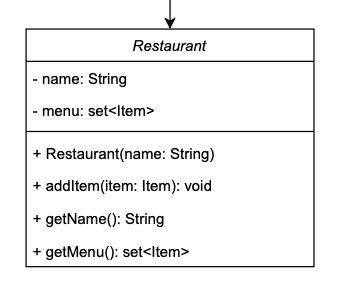 Restaurant
- name: String
- menu: set<Item>
+ Restaurant(name: String)
+ addItem(item: Item): void
+ getName(): String
+ getMenu(): set<Item>